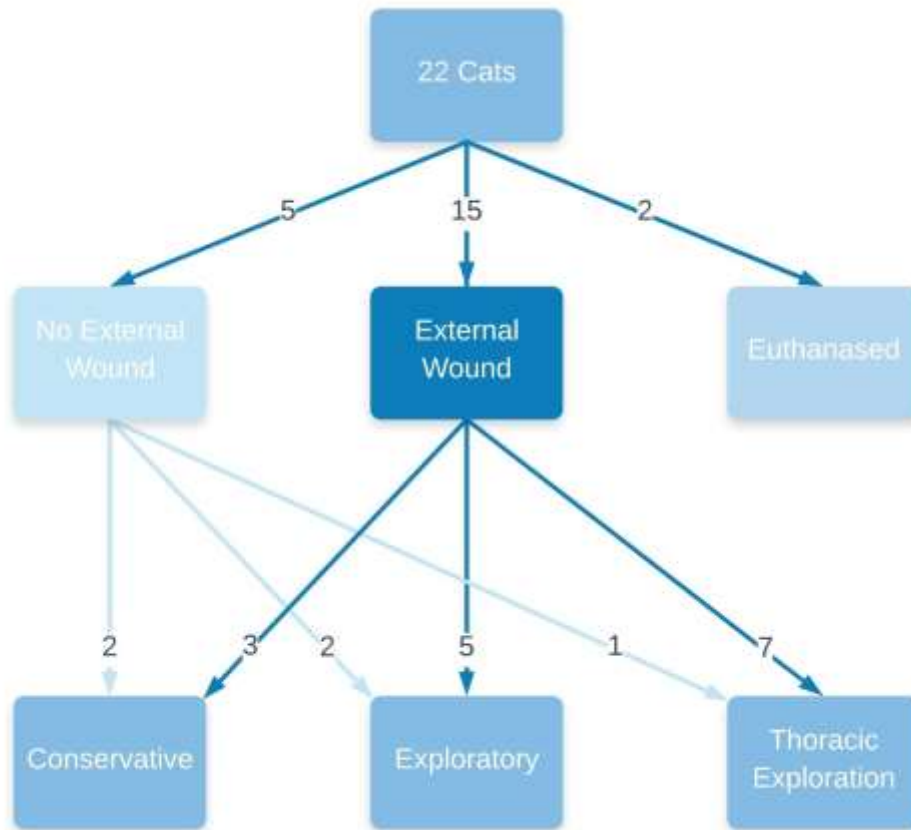 22 Cats
5
15
2
No External
Wound
External
Wound
Euthanased
2
3
2
5
1
7
Conservative
Exploratory
Thoracic
Exploration